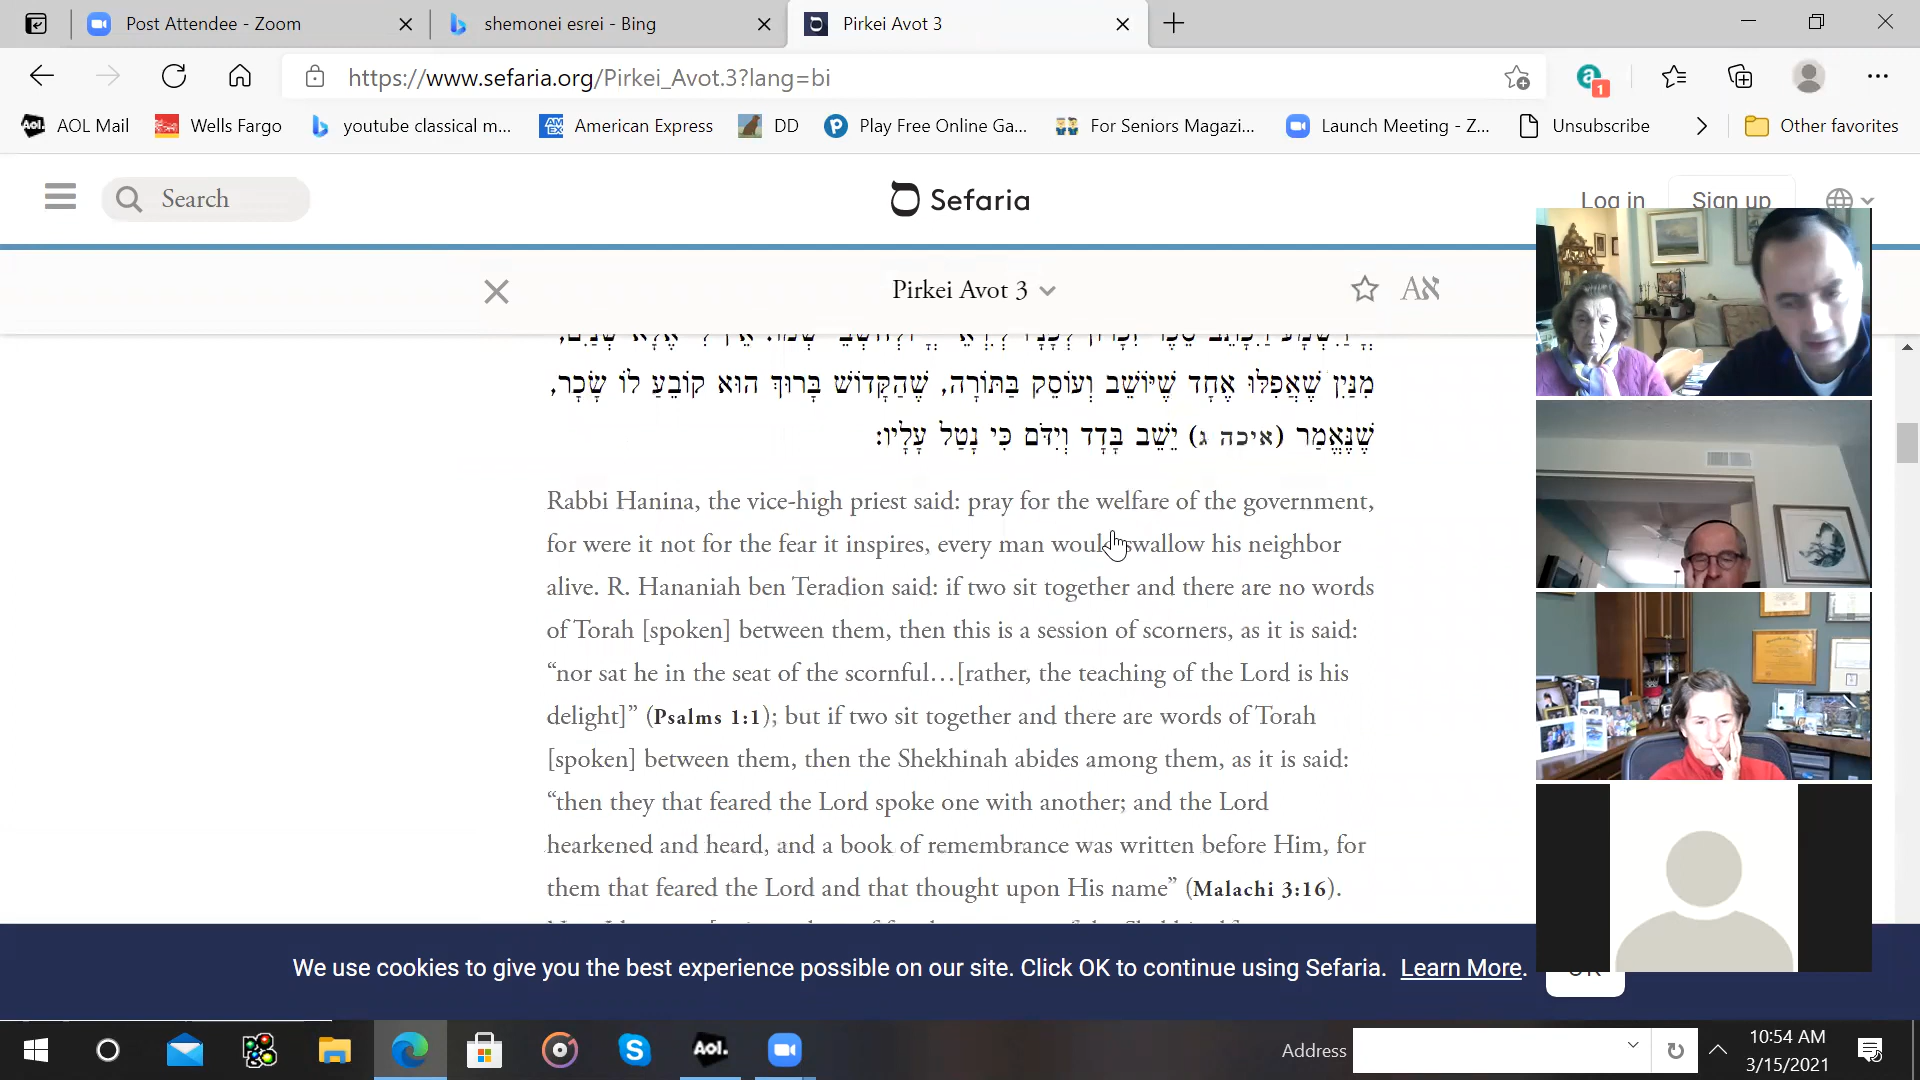 Post Attendee - Zoom
shemonei esrei - Bing
Pirkei Avot 3
https://www.sefaria.org/Pirkei_Avot.3?lang=bi
1
AOL Mail
Wells Fargo
youtube classical m...
American Express
DD
Play Free Online Ga...
For Seniors Magazi...
Launch Meeting - Z...
Unsubscribe
Other favorites
Search
Sefaria
Log in
Sign up
Pirkei Avot 3
Aא
מִנַּיִן שֶׁאֲפִלּוּ אֶחָד שֶׁיּוֹשֵׁב וְעוֹסֵק בַּתּוֹרָה, שֶׁהַקָּדוֹשׁ בָּרוּךְ הוּא קוֹבֵעַ לוֹ שָׂכָר,
שֶׁנֶּאֱמַר (איכה ג) יֵשֵׁב בָּדָד וְיִדֹּם כִּי נָטַל עָלָיו:
Rabbi Hanina, the vice-high priest said: pray for the welfare of the government,
for were it not for the fear it inspires, every man would swallow his neighbor
alive. R. Hananiah ben Teradion said: if two sit together and there are no words
of Torah [spoken] between them, then this is a session of scorners, as it is said:
“nor sat he in the seat of the scornful…[rather, the teaching of the Lord is his
delight]” (Psalms 1:1); but if two sit together and there are words of Torah
[spoken] between them, then the Shekhinah abides among them, as it is said:
“then they that feared the Lord spoke one with another; and the Lord
hearkened and heard, and a book of remembrance was written before Him, for
them that feared the Lord and that thought upon His name” (Malachi 3:16).
We use cookies to give you the best experience possible on our site. Click OK to continue using Sefaria. Learn More.
OK
Aol.
Address
10:54 AM
3/15/2021